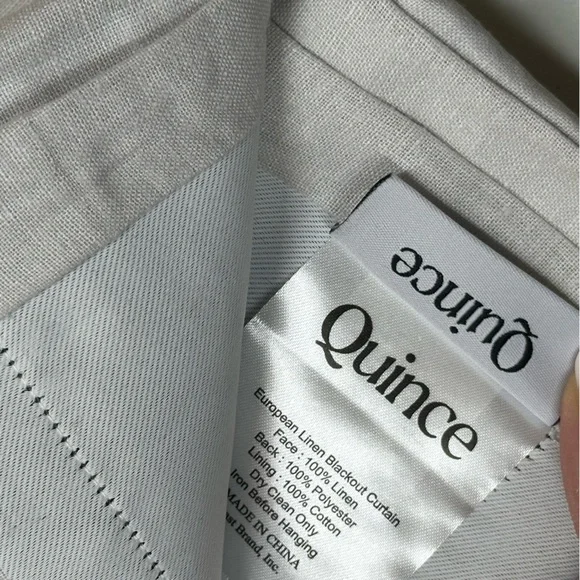 Quince
Quince
European Linen Blackout Curtain
Face : 100% Linen
Back : 100% Polyester
Lining : 100% Cotton
Dry Clean Only
Iron Before Hanging
MADE IN CHINA
Brand, Inc.